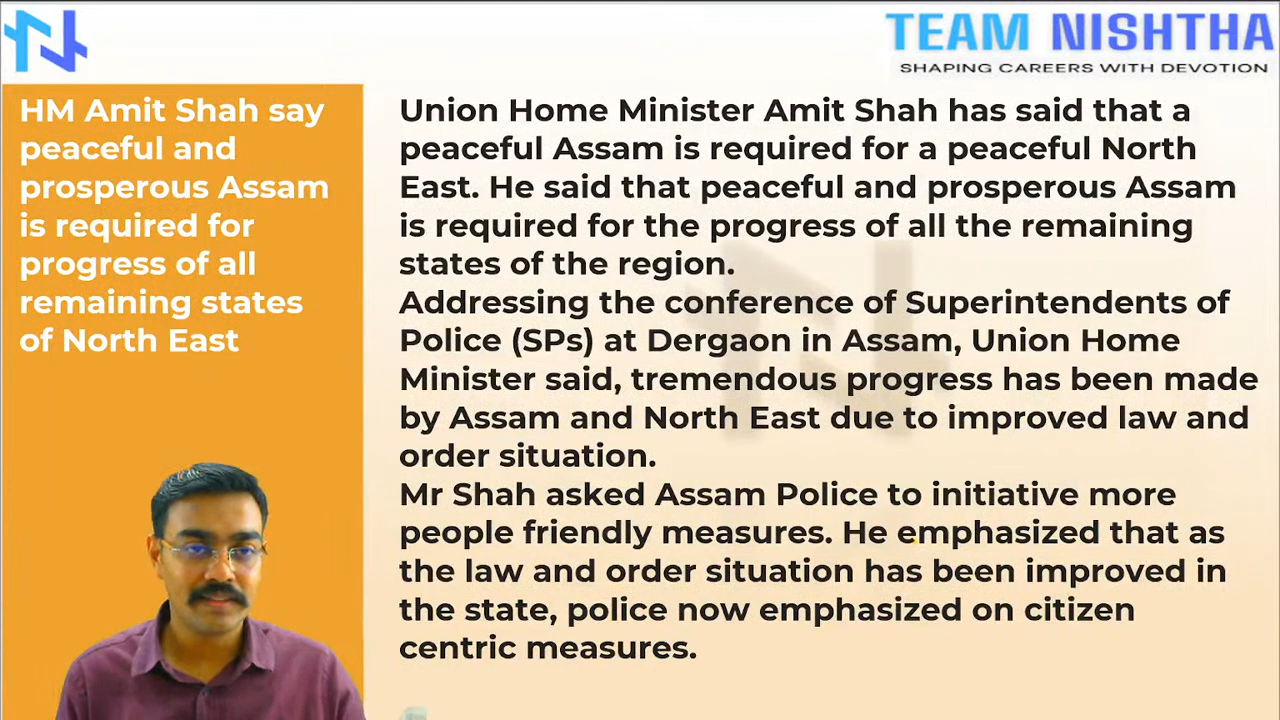 TEAM NISHTHA
SHAPING CAREERS WITH DEVOTION
HM Amit Shah say
peaceful and
prosperous Assam
is required for
progress of all
remaining states
of North East
Union Home Minister Amit Shah has said that a
peaceful Assam is required for a peaceful North
East. He said that peaceful and prosperous Assam
is required for the progress of all the remaining
states of the region.
Addressing the conference of Superintendents of
Police (SPs) at Dergaon in Assam, Union Home
Minister said, tremendous progress has been made
by Assam and North East due to improved law and
order situation.
Mr Shah asked Assam Police to initiative more
people friendly measures. He emphasized that as
the law and order situation has been improved in
the state, police now emphasized on citizen
centric measures.